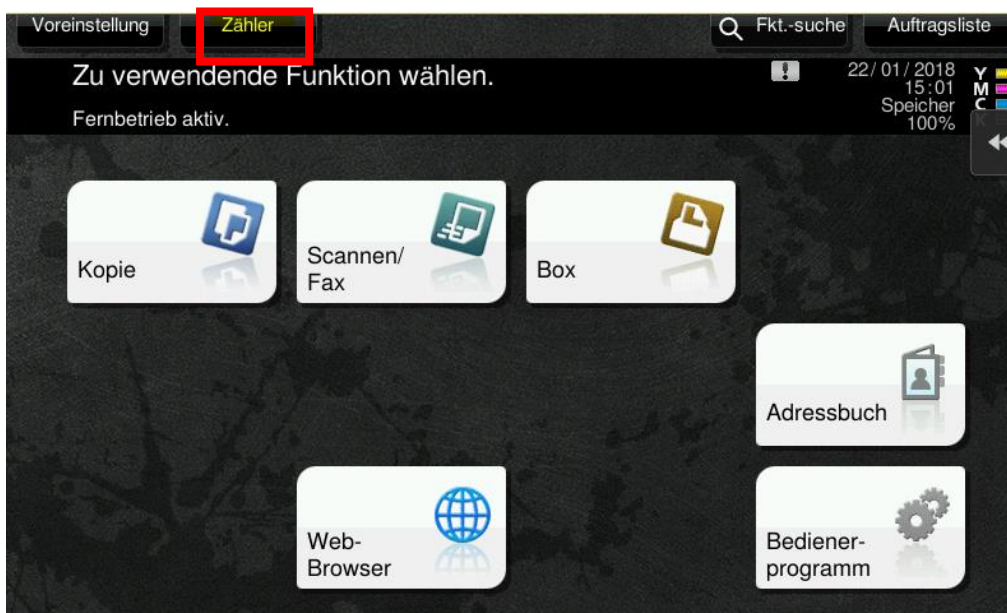 Voreinstellung Zähler Fkt.-suche Auftragsliste
Zu verwendende Funktion wählen.
Fernbetrieb aktiv.
22/01/2018
15:01
Speicher
100%
Y
M
C
K
Kopie
Scannen/
Fax
Box
Adressbuch
Web-
Browser
Bediener-
programm